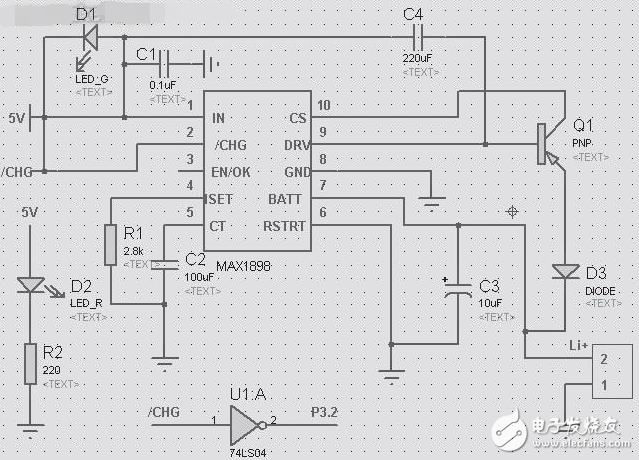 D1
LED_G
<TEXT>
C1
0.1uF
<TEXT>
C4
220uF
<TEXT>
5V
/CHG
1
2
3
4
5
IN
/CHG
EN/OK
ISET
CT
10
9
8
7
6
CS
DRV
GND
BATT
RSTRT
MAX1898
Q1
PNP
<TEXT>
5V
R1
2.8k
<TEXT>
C2
100uF
<TEXT>
D2
LED_R
<TEXT>
+
C3
10uF
<TEXT>
D3
DIODE
<TEXT>
R2
220
<TEXT>
Li+
2
1
/CHG
1
U1:A
2
P3.2
74LS04
电子发烧友
www.elecfans.com